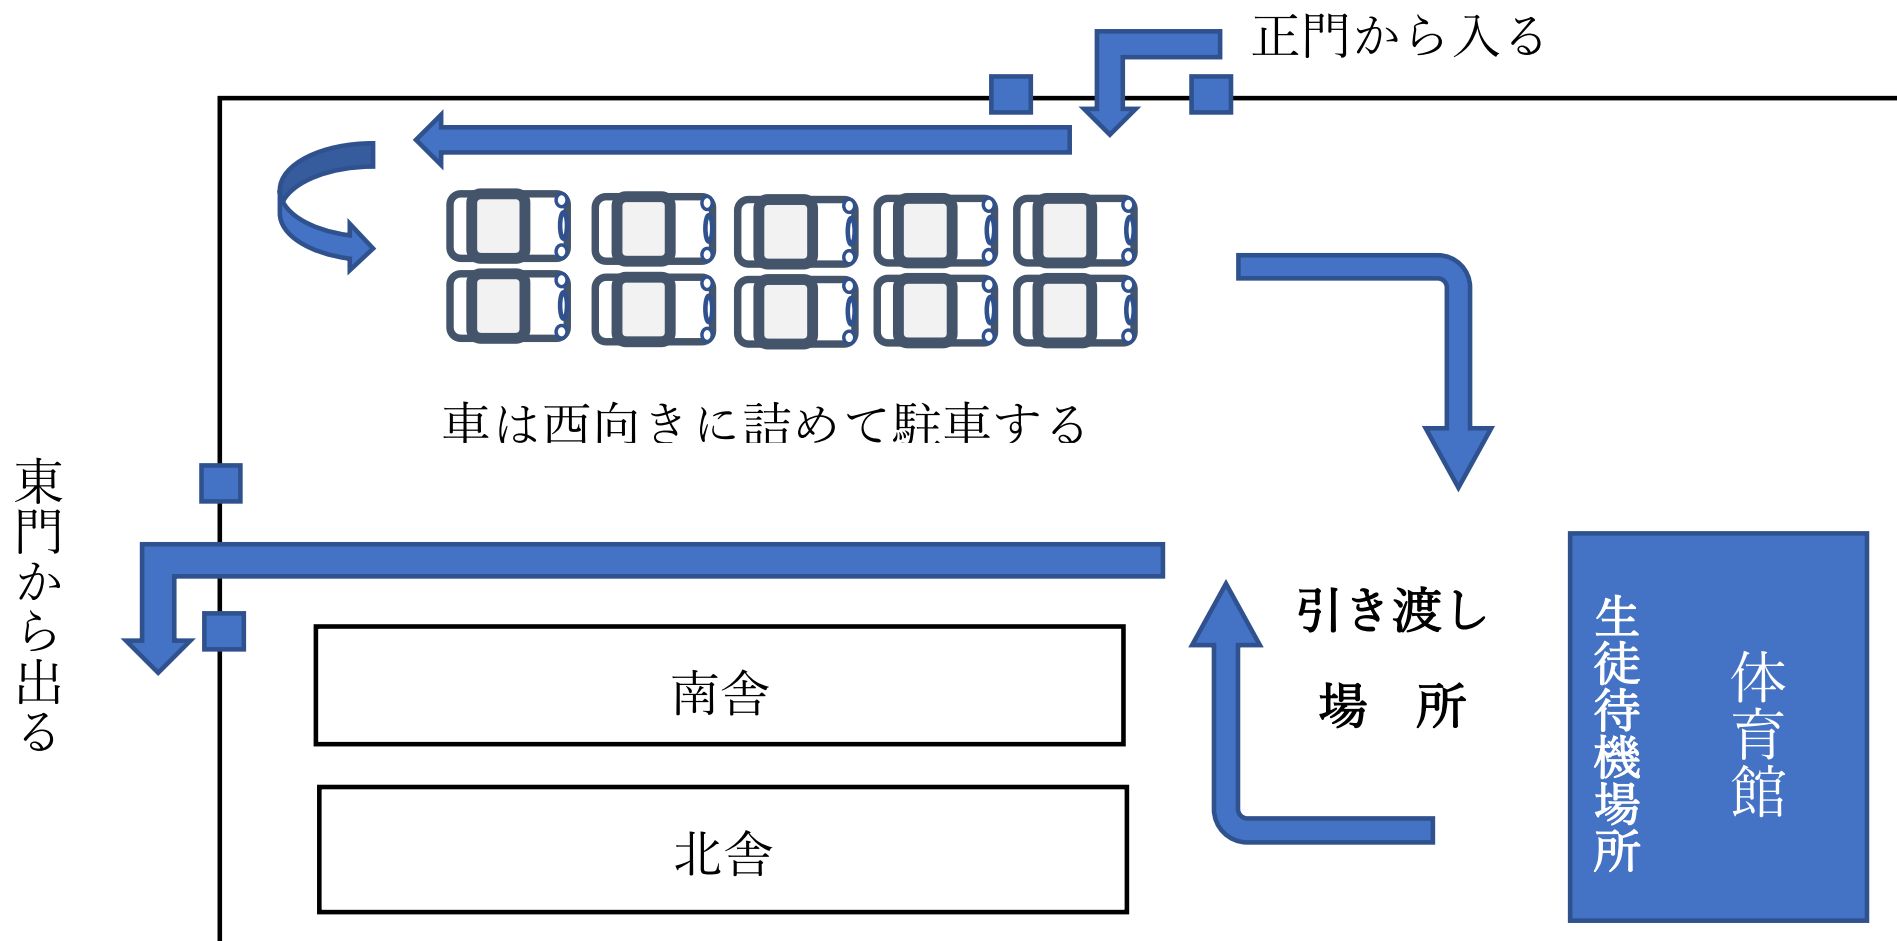 正門から入る
車は西向きに詰めて駐車する
東門から出る
引き渡し
場　所
生徒待機場所
体育館
南舎
北舎